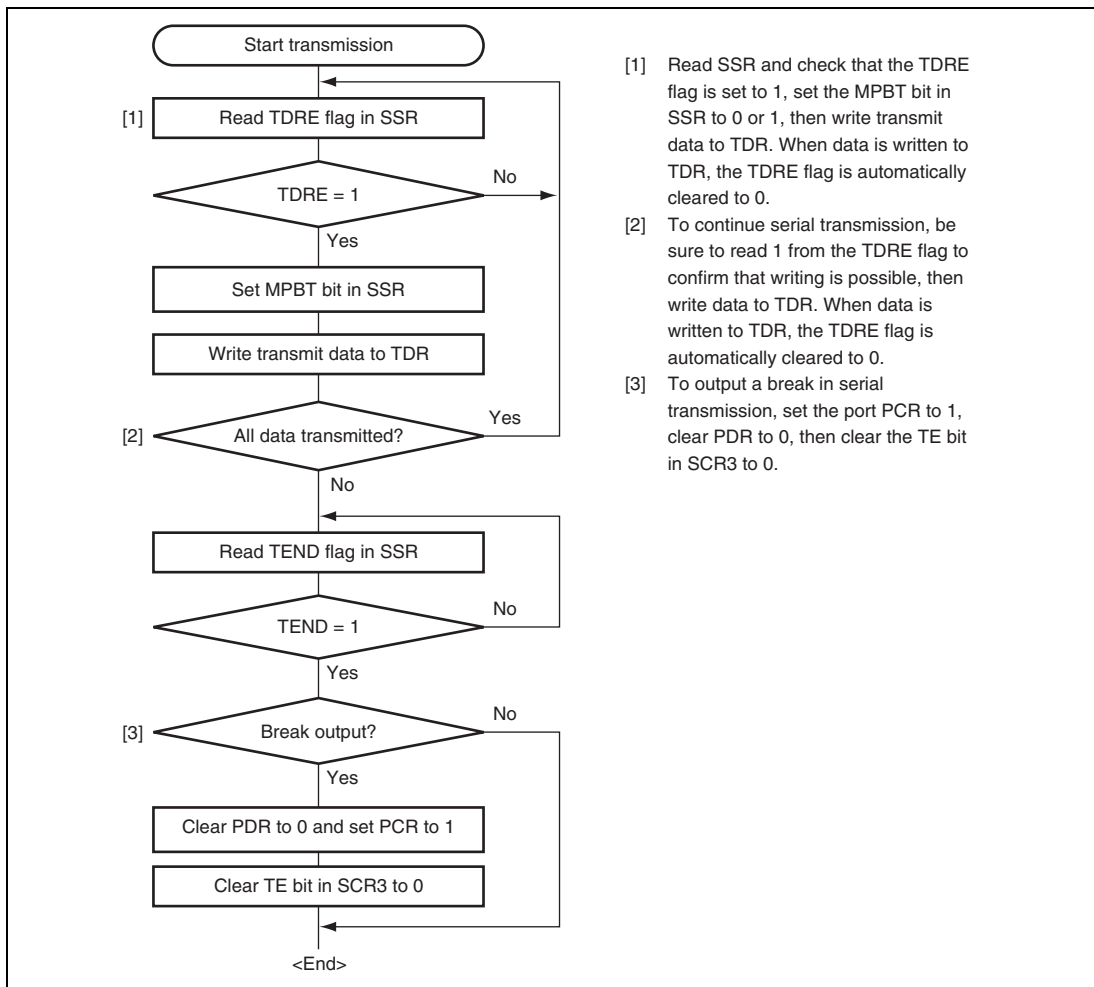 Start transmission
[1] Read TDRE flag in SSR
TDRE = 1
No
Yes
Set MPBT bit in SSR
Write transmit data to TDR
[2] All data transmitted?
Yes
No
Read TEND flag in SSR
TEND = 1
No
Yes
[3] Break output?
No
Yes
Clear PDR to 0 and set PCR to 1
Clear TE bit in SCR3 to 0
<End>
[1] Read SSR and check that the TDRE
flag is set to 1, set the MPBT bit in
SSR to 0 or 1, then write transmit
data to TDR. When data is written to
TDR, the TDRE flag is automatically
cleared to 0.
[2] To continue serial transmission, be
sure to read 1 from the TDRE flag to
confirm that writing is possible, then
write data to TDR. When data is
written to TDR, the TDRE flag is
automatically cleared to 0.
[3] To output a break in serial
transmission, set the port PCR to 1,
clear PDR to 0, then clear the TE bit
in SCR3 to 0.